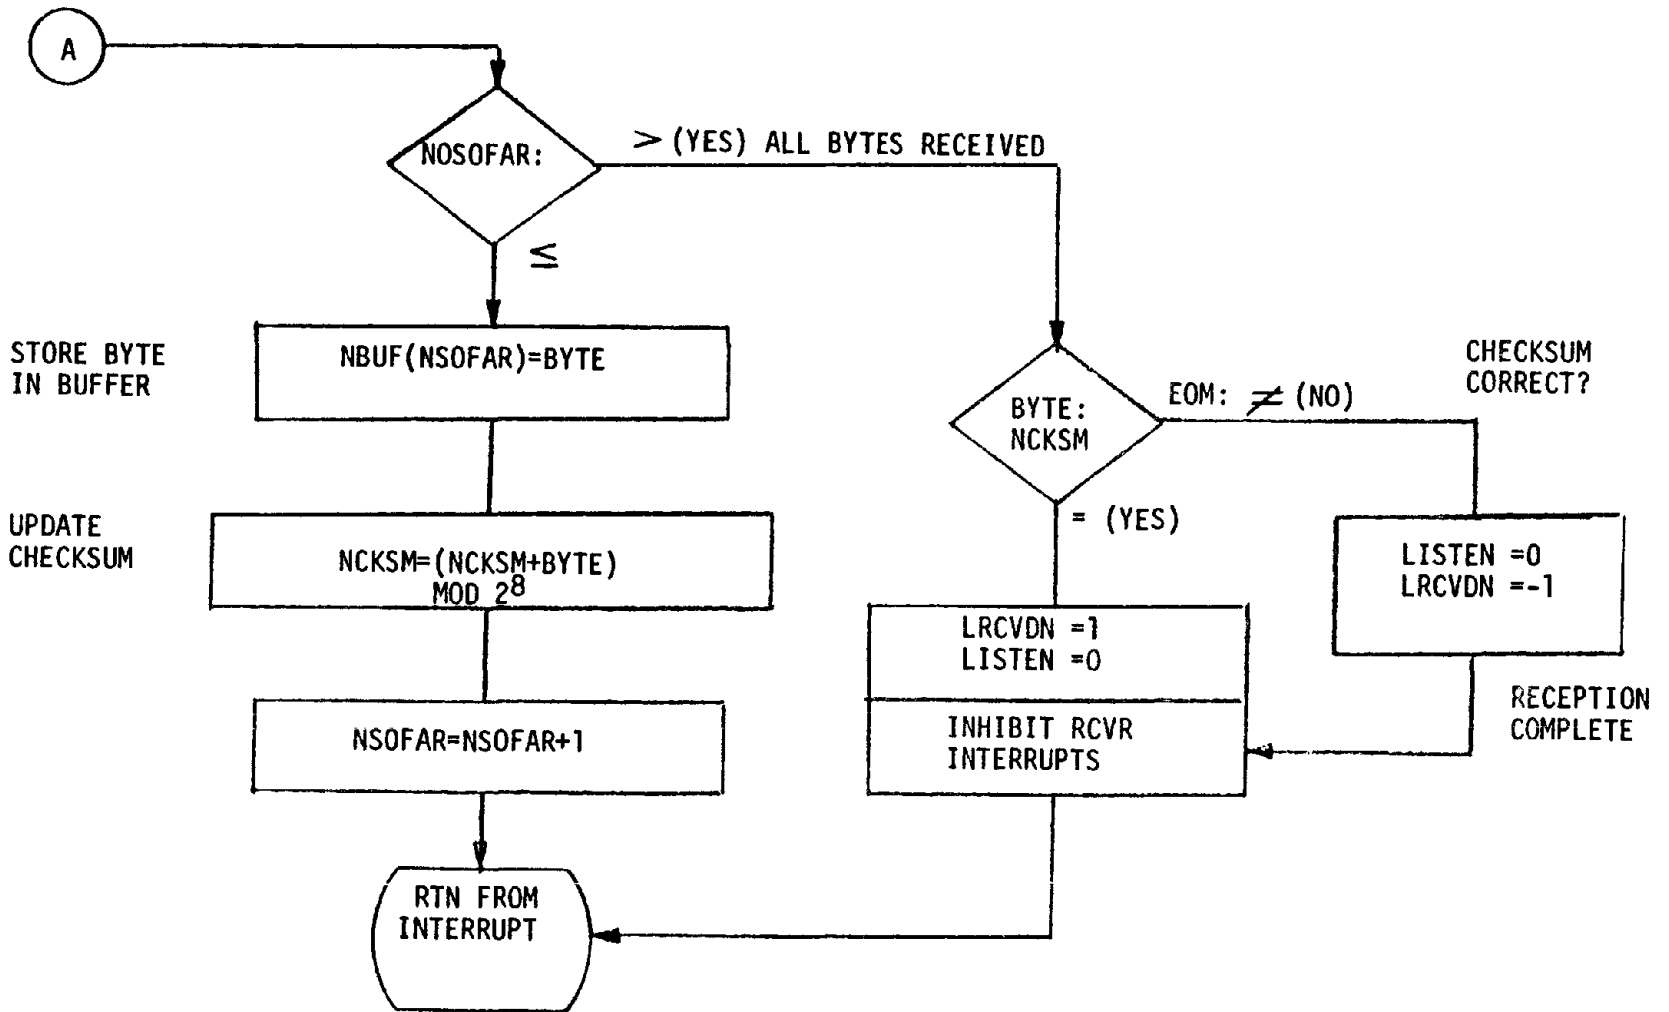 A
NOSOFAR:
> (YES) ALL BYTES RECEIVED
≤
STORE BYTE
IN BUFFER
NBUF(NSOFAR)=BYTE
UPDATE
CHECKSUM
NCKSM=(NCKSM+BYTE)
MOD 2⁸
NSOFAR=NSOFAR+1
RTN FROM
INTERRUPT
BYTE:
NCKSM
EOM: ≠ (NO)
CHECKSUM
CORRECT?
= (YES)
LISTEN =0
LRCVDN =-1
LRCVDN =1
LISTEN =0
INHIBIT RCVR
INTERRUPTS
RECEPTION
COMPLETE